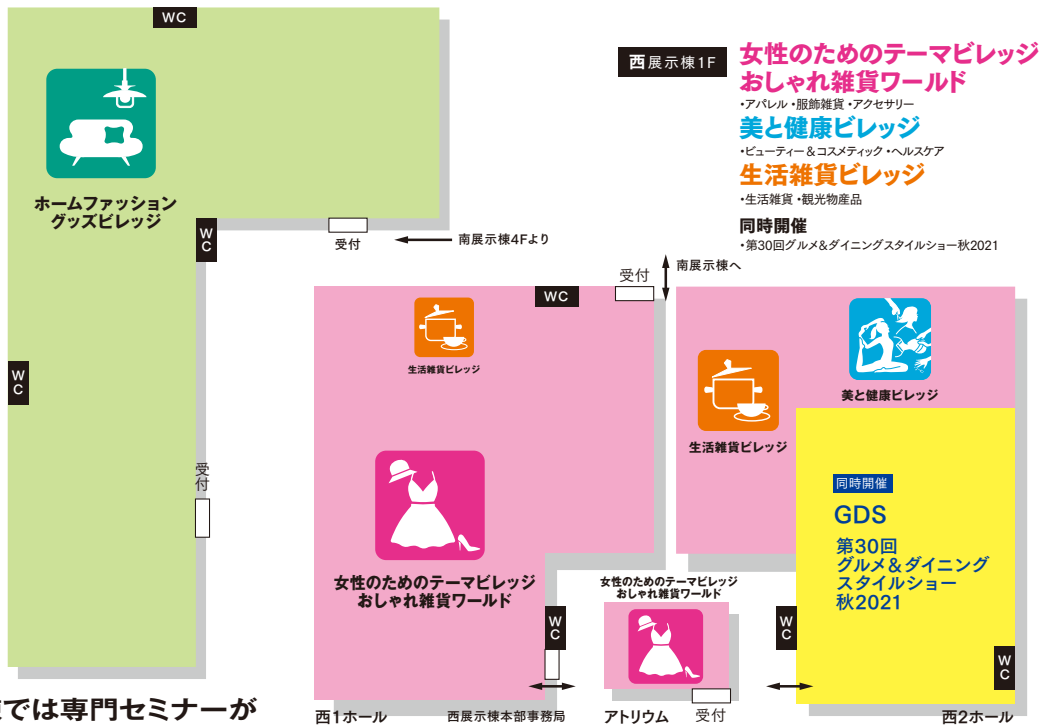 WC
ホームファッション
グッズビレッジ
WC
受付
南展示棟4Fより
WC
受付
西展示棟1F
女性のためのテーマビレッジ
おしゃれ雑貨ワールド
・アパレル ・服飾雑貨 ・アクセサリー
美と健康ビレッジ
・ビューティー＆コスメティック ・ヘルスケア
生活雑貨ビレッジ
・生活雑貨 ・観光物産品
同時開催
・第30回グルメ&ダイニングスタイルショー秋2021
南展示棟へ
受付
WC
生活雑貨ビレッジ
女性のためのテーマビレッジ
おしゃれ雑貨ワールド
WC
生活雑貨ビレッジ
美と健康ビレッジ
同時開催
GDS
第30回
グルメ＆ダイニング
スタイルショー
秋2021
女性のためのテーマビレッジ
おしゃれ雑貨ワールド
WC
WC
では専門セミナーが
西1ホール
西展示棟本部事務局
アトリウム
受付
西2ホール